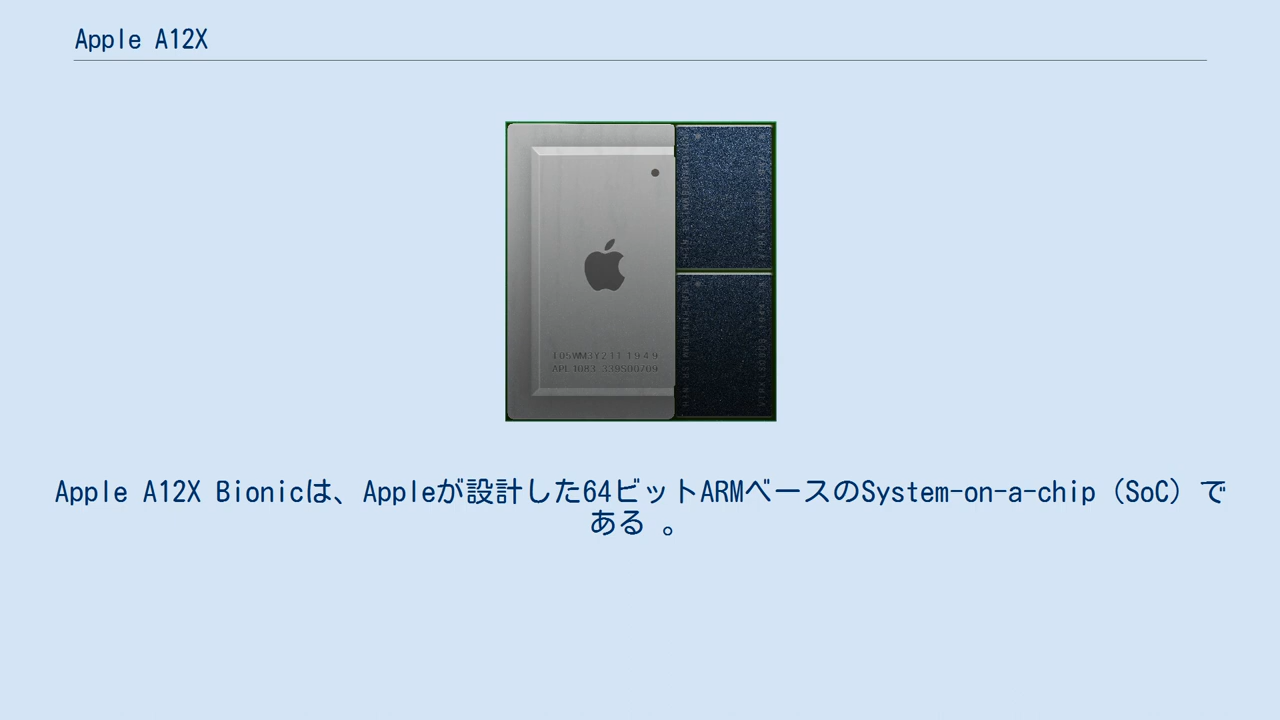 Apple A12X
APL1083 339S00709
Apple A12X Bionicは、Appleが設計した64ビットARMベースのSystem-on-a-chip（SoC）で
ある 。